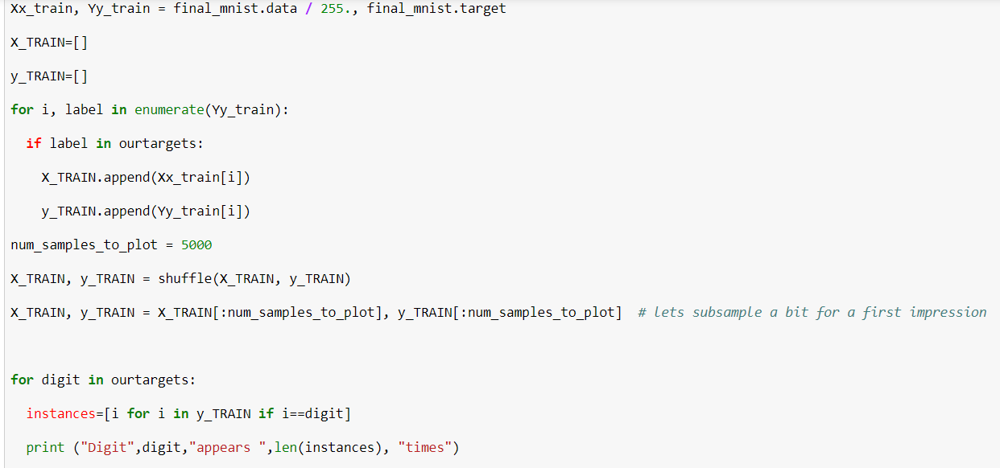 Xx_train, Yy_train = final_mnist.data / 255., final_mnist.target
X_TRAIN=[]
y_TRAIN=[]
for i, label in enumerate(Yy_train):
  if label in ourtargets:
    X_TRAIN.append(Xx_train[i])
    y_TRAIN.append(Yy_train[i])
num_samples_to_plot = 5000
X_TRAIN, y_TRAIN = shuffle(X_TRAIN, y_TRAIN)
X_TRAIN, y_TRAIN = X_TRAIN[:num_samples_to_plot], y_TRAIN[:num_samples_to_plot]  # lets subsample a bit for a first impression
for digit in ourtargets:
  instances=[i for i in y_TRAIN if i==digit]
  print ("Digit",digit,"appears ",len(instances), "times")